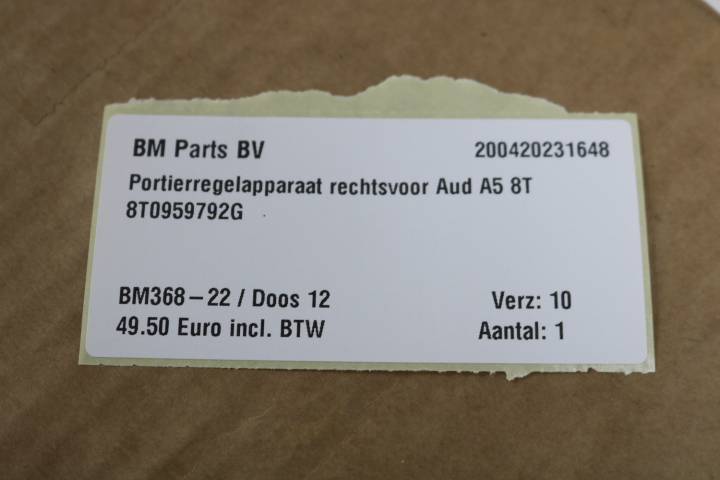 BM Parts BV 200420231648
Portierregelapparaat rechtsvoor Aud A5 8T
8T0959792G
BM368-22 / Doos 12 Verz: 10
49.50 Euro incl. BTW Aantal: 1